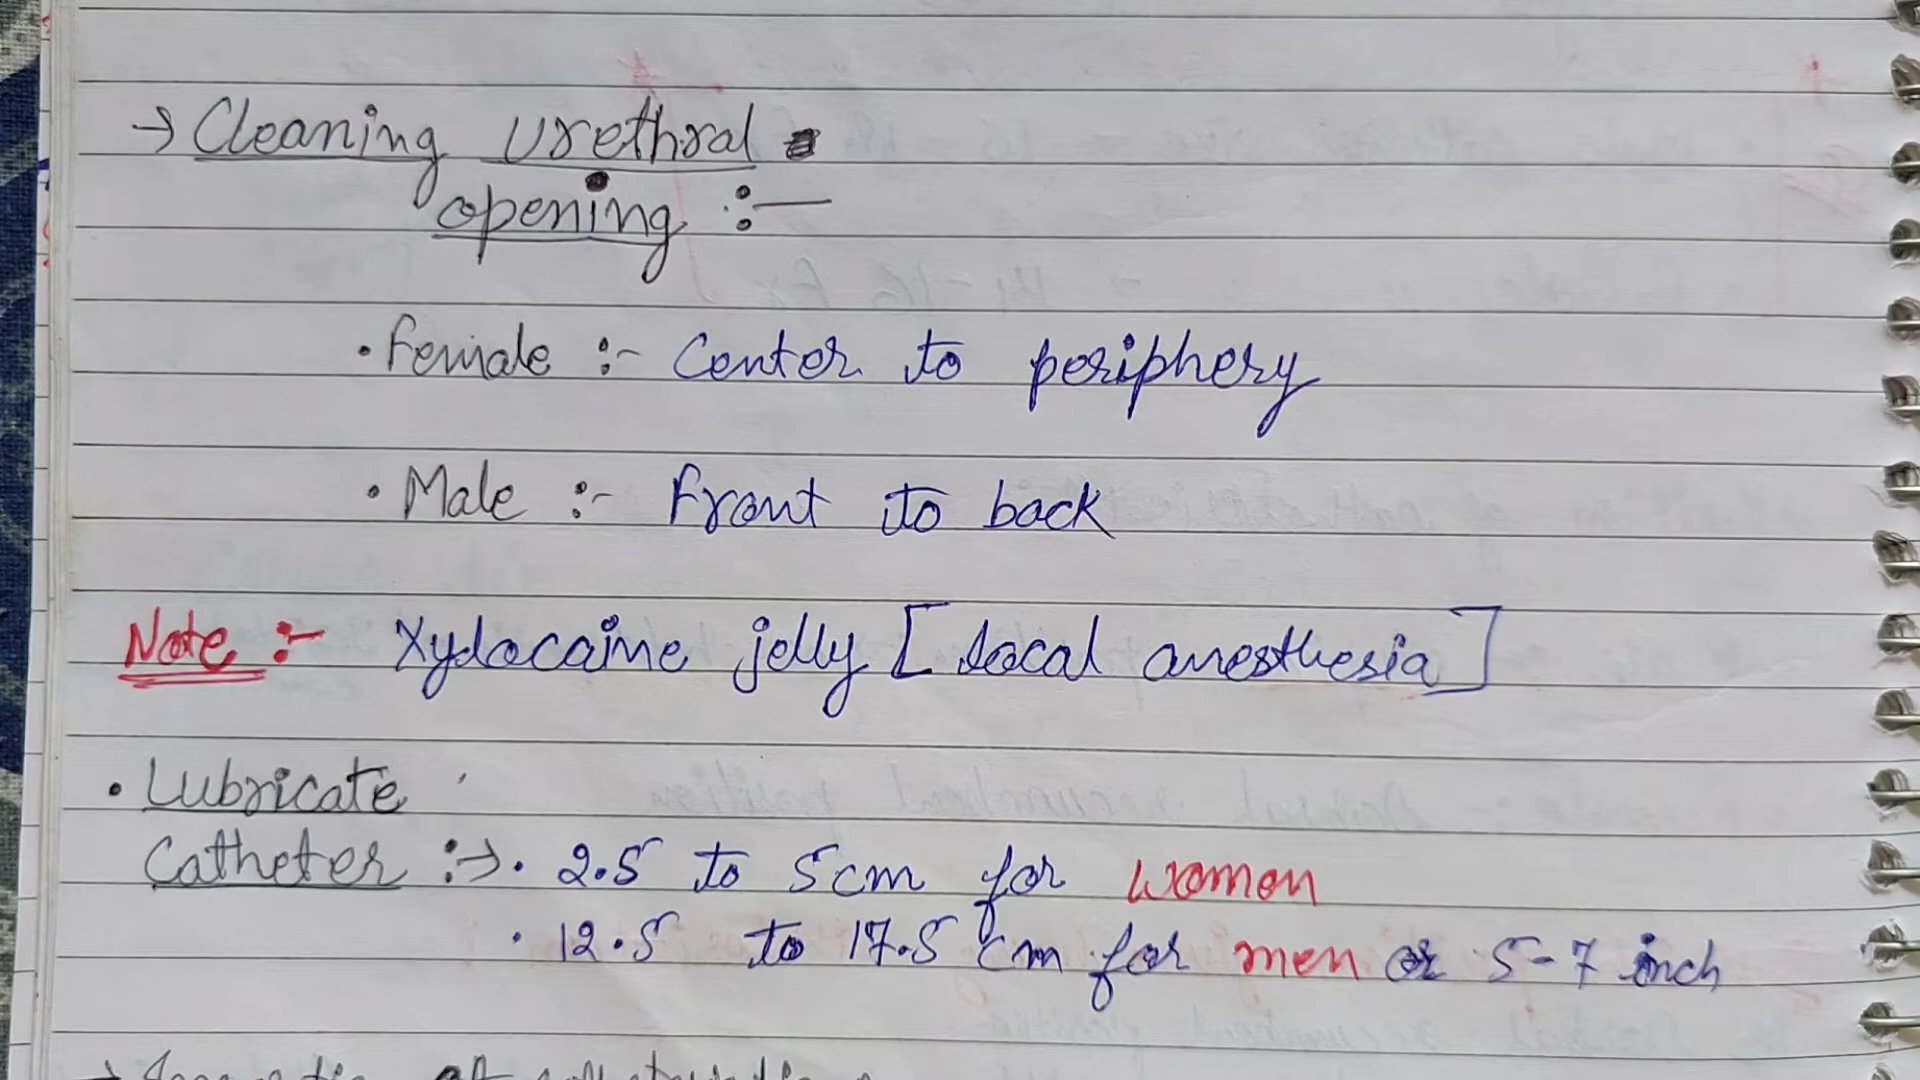 → Cleaning urethral
opening :-
• Female :- Center to periphery
• Male :- Front to back
Note :- Xylocaine jelly [local anesthesia]
• Lubricate
Catheter :→ • 2.5 to 5cm for women
• 12.5 to 17.5 cm for men or 5-7 inch